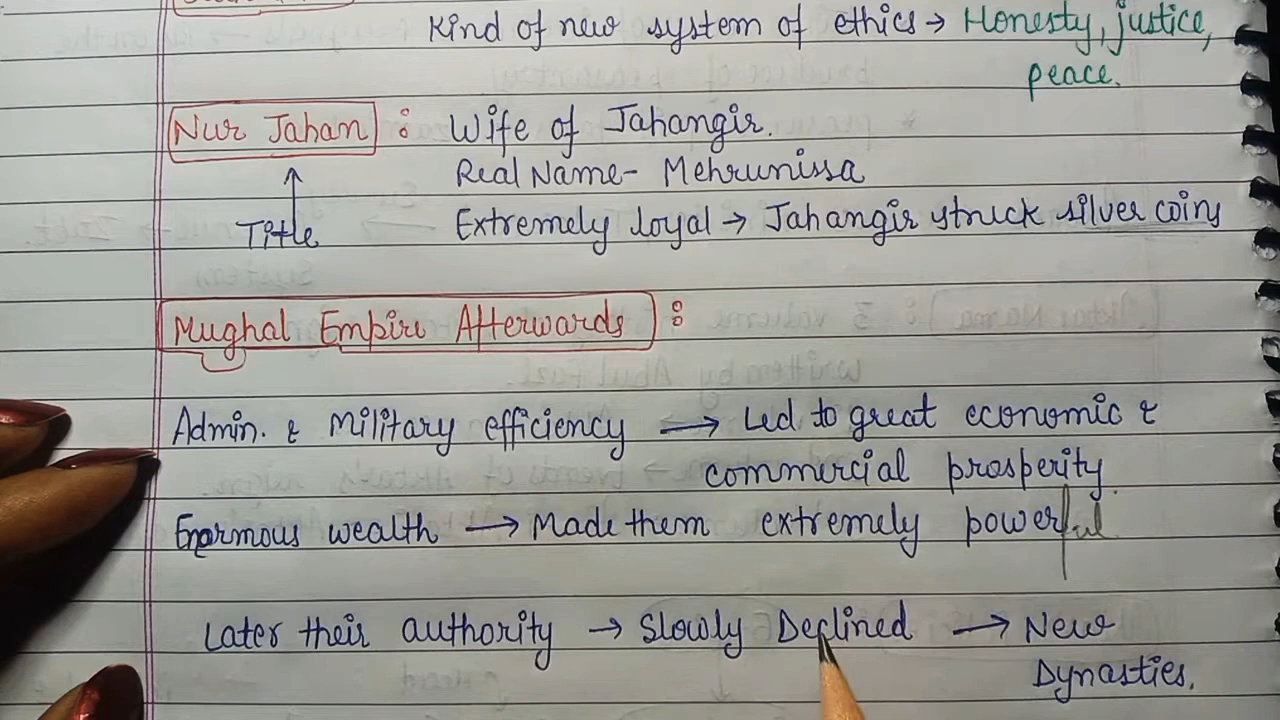 Kind of new system of ethics → Honesty, justice,
peace.
Nur Jahan : Wife of Jahangir.
Real Name- Mehrunissa
Title
Extremely loyal → Jahangir struck silver coins
Mughal Empire Afterwards :
Admin. & Military efficiency → Led to great economic &
commercial prosperity.
Enormous wealth → Made them extremely powerful
Later their authority → Slowly Declined → New
Dynasties.